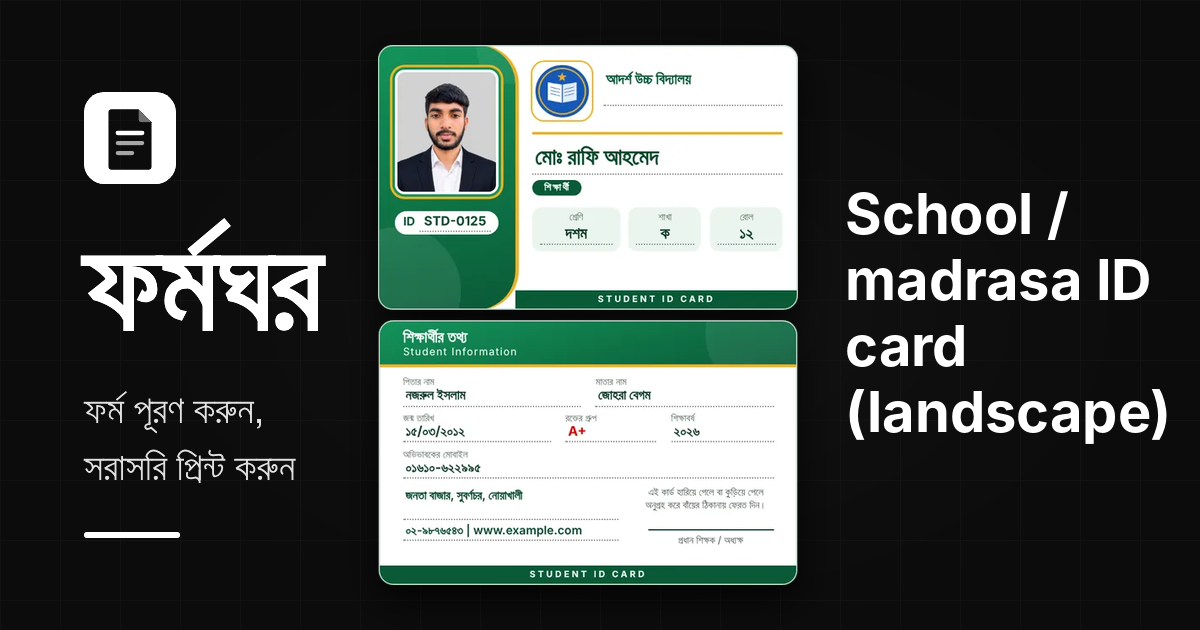 ফর্মঘর
ফর্ম পূরণ করুন,
সরাসরি প্রিন্ট করুন
ID STD-0125
আদর্শ উচ্চ বিদ্যালয়
মোঃ রাফি আহমেদ
শিক্ষার্থী
শ্রেণি শাখা রোল
দশম ক ১২
STUDENT ID CARD
শিক্ষার্থীর তথ্য
Student Information
পিতার নাম মাতার নাম
নজরুল ইসলাম জোহরা বেগম
জন্ম তারিখ রক্তের গ্রুপ শিক্ষাবর্ষ
১৫/০৩/২০১২ A+ ২০২৬
অভিভাবকের মোবাইল
০১৬১০-৬২২৯৯৫
জনতা বাজার, সুবর্ণচর, নোয়াখালী
০২-৯৮৭৬৫৪৩ | www.example.com
এই কার্ড হারিয়ে গেলে বা কুড়িয়ে পেলে
অনুগ্রহ করে বাঁয়ের ঠিকানায় ফেরত দিন।
প্রধান শিক্ষক / অধ্যক্ষ
STUDENT ID CARD
School /
madrasa ID
card
(landscape)